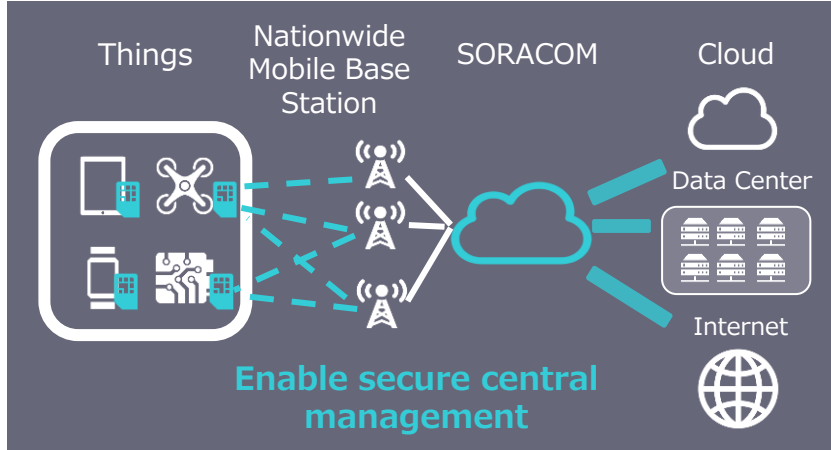 Things
Nationwide
Mobile Base
Station
SORACOM
Cloud
Data Center
Internet
Enable secure central
management